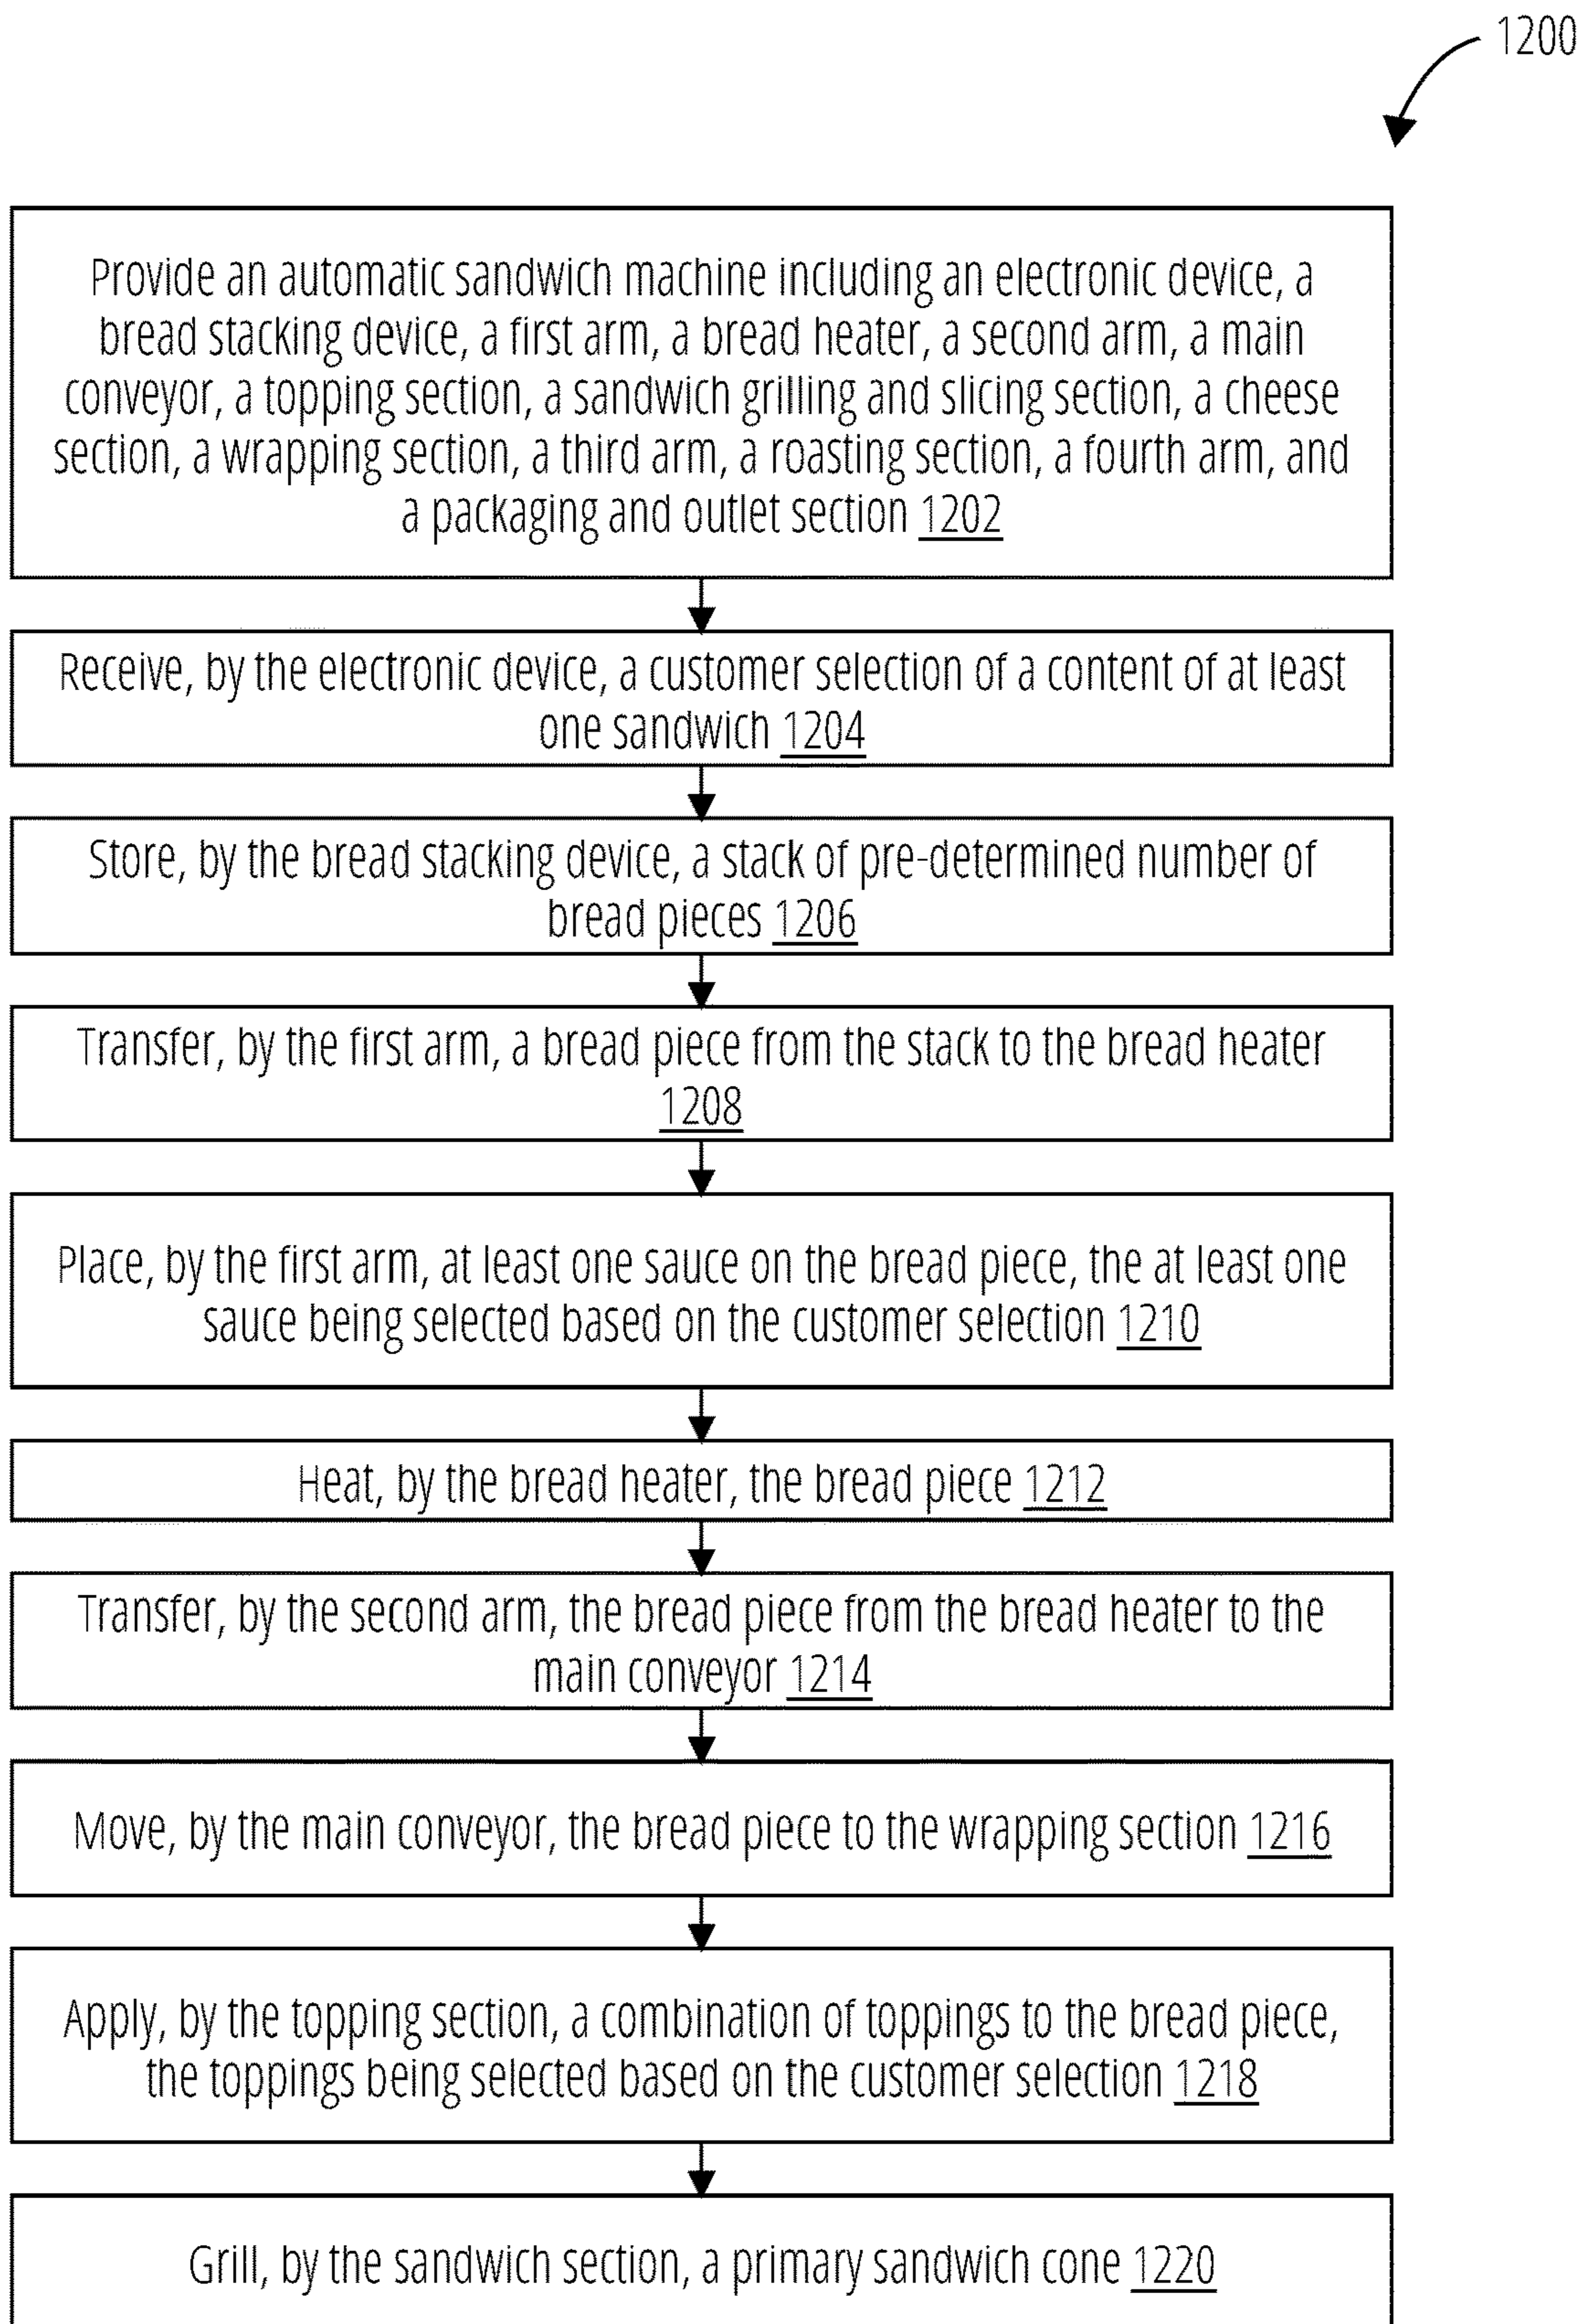 1200
Provide an automatic sandwich machine including an electronic device, a
bread stacking device, a first arm, a bread heater, a second arm, a main
conveyor, a topping section, a sandwich grilling and slicing section, a cheese
section, a wrapping section, a third arm, a roasting section, a fourth arm, and
a packaging and outlet section 1202
Receive, by the electronic device, a customer selection of a content of at least
one sandwich 1204
Store, by the bread stacking device, a stack of pre-determined number of
bread pieces 1206
Transfer, by the first arm, a bread piece from the stack to the bread heater
1208
Place, by the first arm, at least one sauce on the bread piece, the at least one
sauce being selected based on the customer selection 1210
Heat, by the bread heater, the bread piece 1212
Transfer, by the second arm, the bread piece from the bread heater to the
main conveyor 1214
Move, by the main conveyor, the bread piece to the wrapping section 1216
Apply, by the topping section, a combination of toppings to the bread piece,
the toppings being selected based on the customer selection 1218
Grill, by the sandwich section, a primary sandwich cone 1220